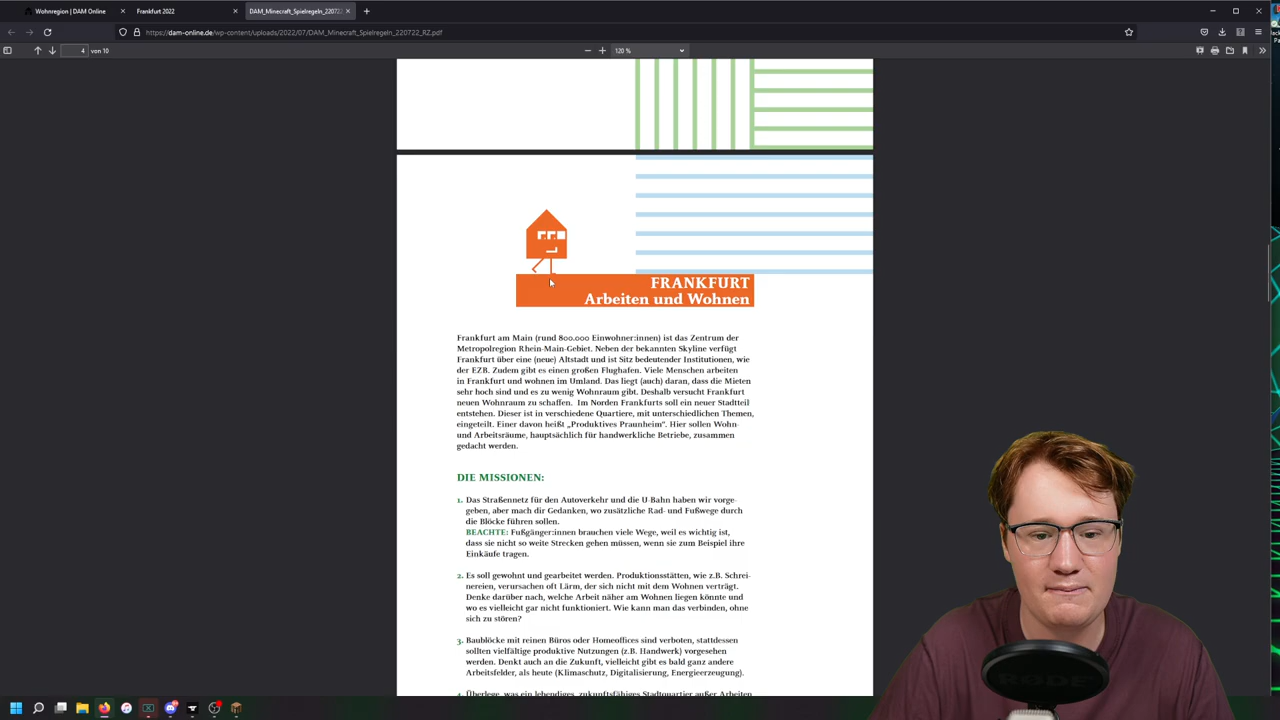 Wohnregion | DAM Online
Frankfurt 2022
DAM_Minecraft_Spielregeln_220722
https://dam-online.de/wp-content/uploads/2022/07/DAM_Minecraft_Spielregeln_220722_RZ.pdf
4 von 10
120 %
FRANKFURT
Arbeiten und Wohnen
Frankfurt am Main (rund 800.000 Einwohner:innen) ist das Zentrum der
Metropolregion Rhein-Main-Gebiet. Neben der bekannten Skyline verfügt
Frankfurt über eine (neue) Altstadt und ist Sitz bedeutender Institutionen, wie
der EZB. Zudem gibt es einen großen Flughafen. Viele Menschen arbeiten
in Frankfurt und wohnen im Umland. Das liegt (auch) daran, dass die Mieten
sehr hoch sind und es zu wenig Wohnraum gibt. Deshalb versucht Frankfurt
neuen Wohnraum zu schaffen. Im Norden Frankfurts soll ein neuer Stadtteil
entstehen. Dieser ist in verschiedene Quartiere, mit unterschiedlichen Themen,
eingeteilt. Einer davon heißt „Produktives Praunheim“. Hier sollen Wohn-
und Arbeitsräume, hauptsächlich für handwerkliche Betriebe, zusammen
gedacht werden.
DIE MISSIONEN:
1. Das Straßennetz für den Autoverkehr und die U-Bahn haben wir vorge-
geben, aber mach dir Gedanken, wo zusätzliche Rad- und Fußwege durch
die Blöcke führen sollen.
BEACHTE: Fußgänger:innen brauchen viele Wege, weil es wichtig ist,
dass sie nicht so weite Strecken gehen müssen, wenn sie zum Beispiel ihre
Einkäufe tragen.
2. Es soll gewohnt und gearbeitet werden. Produktionsstätten, wie z.B. Schrei-
nereien, verursachen oft Lärm, der sich nicht mit dem Wohnen verträgt.
Denke darüber nach, welche Arbeit näher am Wohnen liegen könnte und
wo es vielleicht gar nicht funktioniert. Wie kann man das verbinden, ohne
sich zu stören?
3. Baublöcke mit reinen Büros oder Homeoffices sind verboten, stattdessen
sollten vielfältige produktive Nutzungen (z.B. Handwerk) vorgesehen
werden. Denkt auch an die Zukunft, vielleicht gibt es bald ganz andere
Arbeitsfelder, als heute (Klimaschutz, Digitalisierung, Energieerzeugung).
4. Überlege, was ein lebendiges, zukunftsfähiges Stadtquartier außer Arbeiten
RØDE